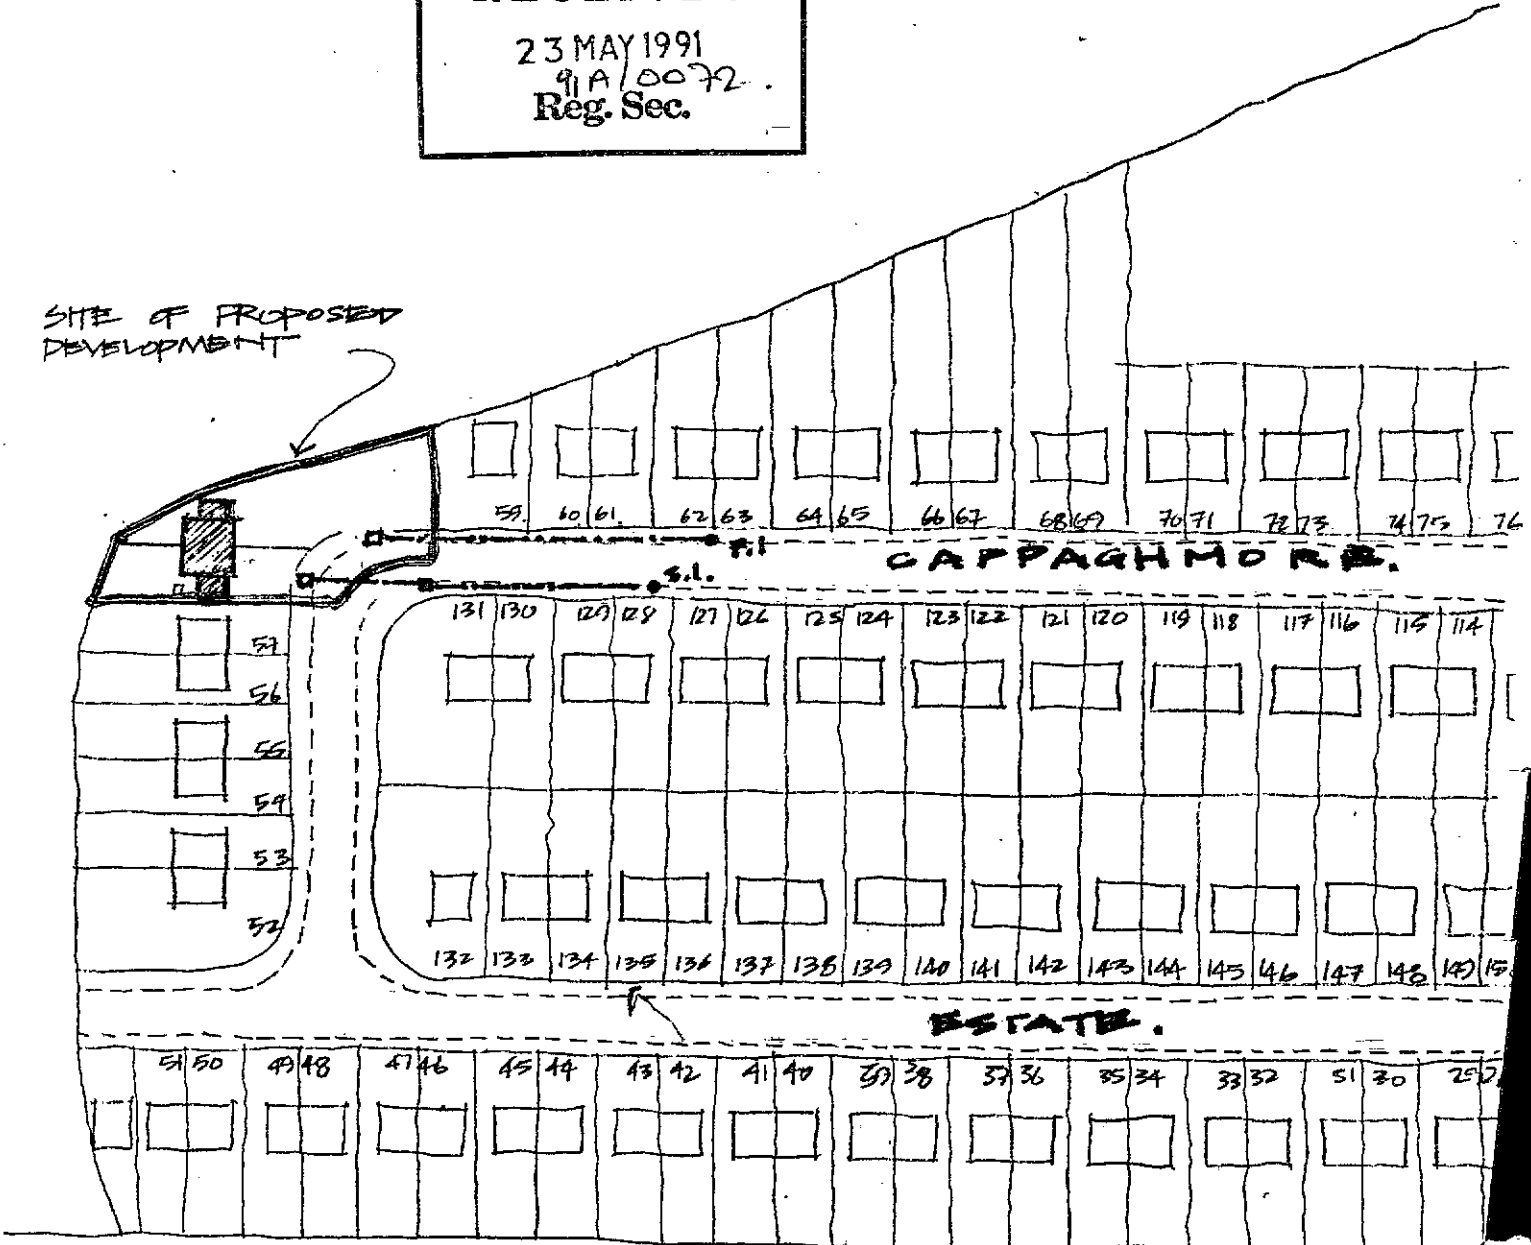 23 MAY 1991
91A/0072.
Reg. Sec.
SITE OF PROPOSED
DEVELOPMENT
59 60 61 62 63 64 65 66 67 68 69 70 71 72 73 74 75 76
F.I
CAPPAGHMORE.
S.I.
131 130 129 128 127 126 125 124 123 122 121 120 119 118 117 116 115 114
57
56
55
54
53
52
132 133 134 135 136 137 138 139 140 141 142 143 144 145 146 147 148 149
ESTATE.
51 50 49 48 47 46 45 44 43 42 41 40 39 38 37 36 35 34 33 32 31 30